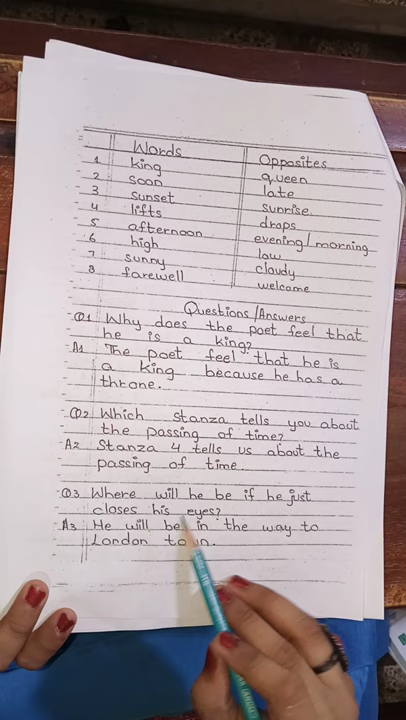 Words Opposites
1 king queen
2 soon late
3 sunset sunrise
4 lifts drops
5 afternoon evening/morning
6 high low
7 sunny cloudy
8 farewell welcome
Questions/Answers
Q1 Why does the poet feel that
he is a king?
A1 The poet feel that he is
a king because he has a
throne.
Q2 Which stanza tells you about
the passing of time?
A2 Stanza 4 tells us about the
passing of time.
Q3 Where will he be if he just
closes his eyes?
A3 He will be in the way to
London town.